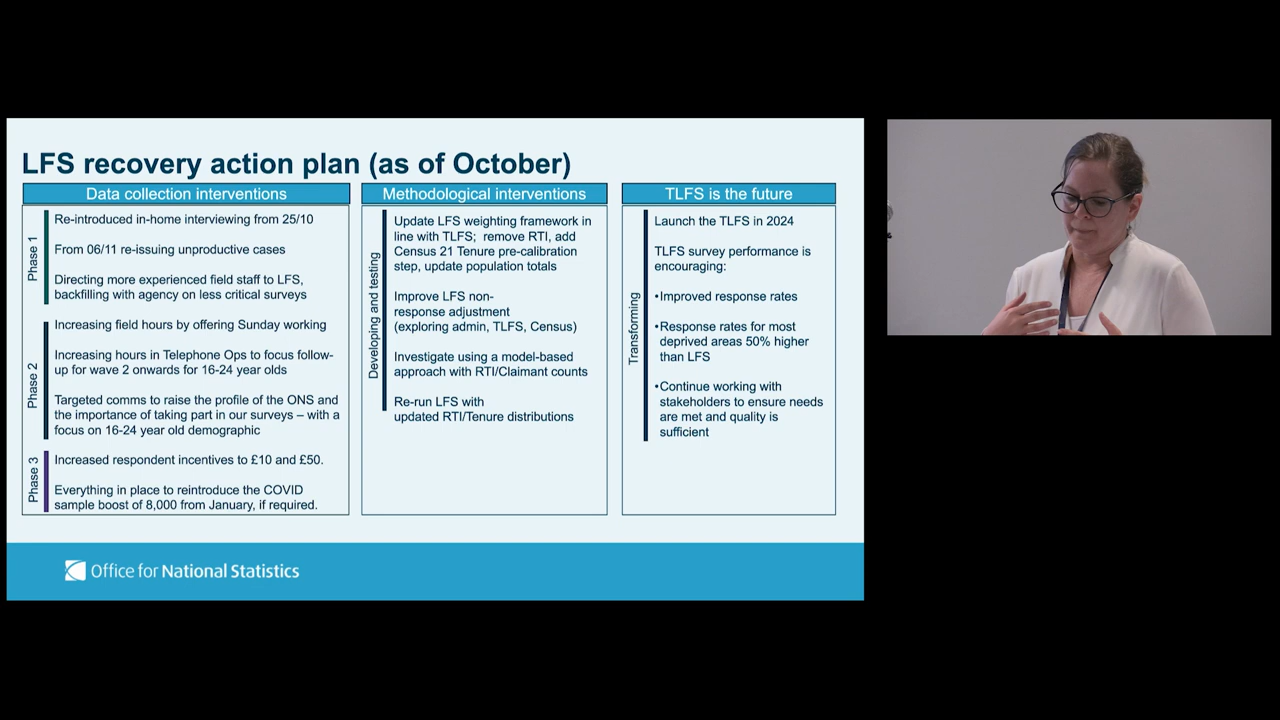 LFS recovery action plan (as of October)
Data collection interventions
Phase 1
Re-introduced in-home interviewing from 25/10
From 06/11 re-issuing unproductive cases
Directing more experienced field staff to LFS,
backfilling with agency on less critical surveys
Phase 2
Increasing field hours by offering Sunday working
Increasing hours in Telephone Ops to focus follow-
up for wave 2 onwards for 16-24 year olds
Targeted comms to raise the profile of the ONS and
the importance of taking part in our surveys – with a
focus on 16-24 year old demographic
Phase 3
Increased respondent incentives to £10 and £50.
Everything in place to reintroduce the COVID
sample boost of 8,000 from January, if required.
Methodological interventions
Developing and testing
Update LFS weighting framework in
line with TLFS; remove RTI, add
Census 21 Tenure pre-calibration
step, update population totals
Improve LFS non-
response adjustment
(exploring admin, TLFS, Census)
Investigate using a model-based
approach with RTI/Claimant counts
Re-run LFS with
updated RTI/Tenure distributions
TLFS is the future
Transforming
Launch the TLFS in 2024
TLFS survey performance is
encouraging:
•Improved response rates
•Response rates for most
deprived areas 50% higher
than LFS
•Continue working with
stakeholders to ensure needs
are met and quality is
sufficient
Office for National Statistics